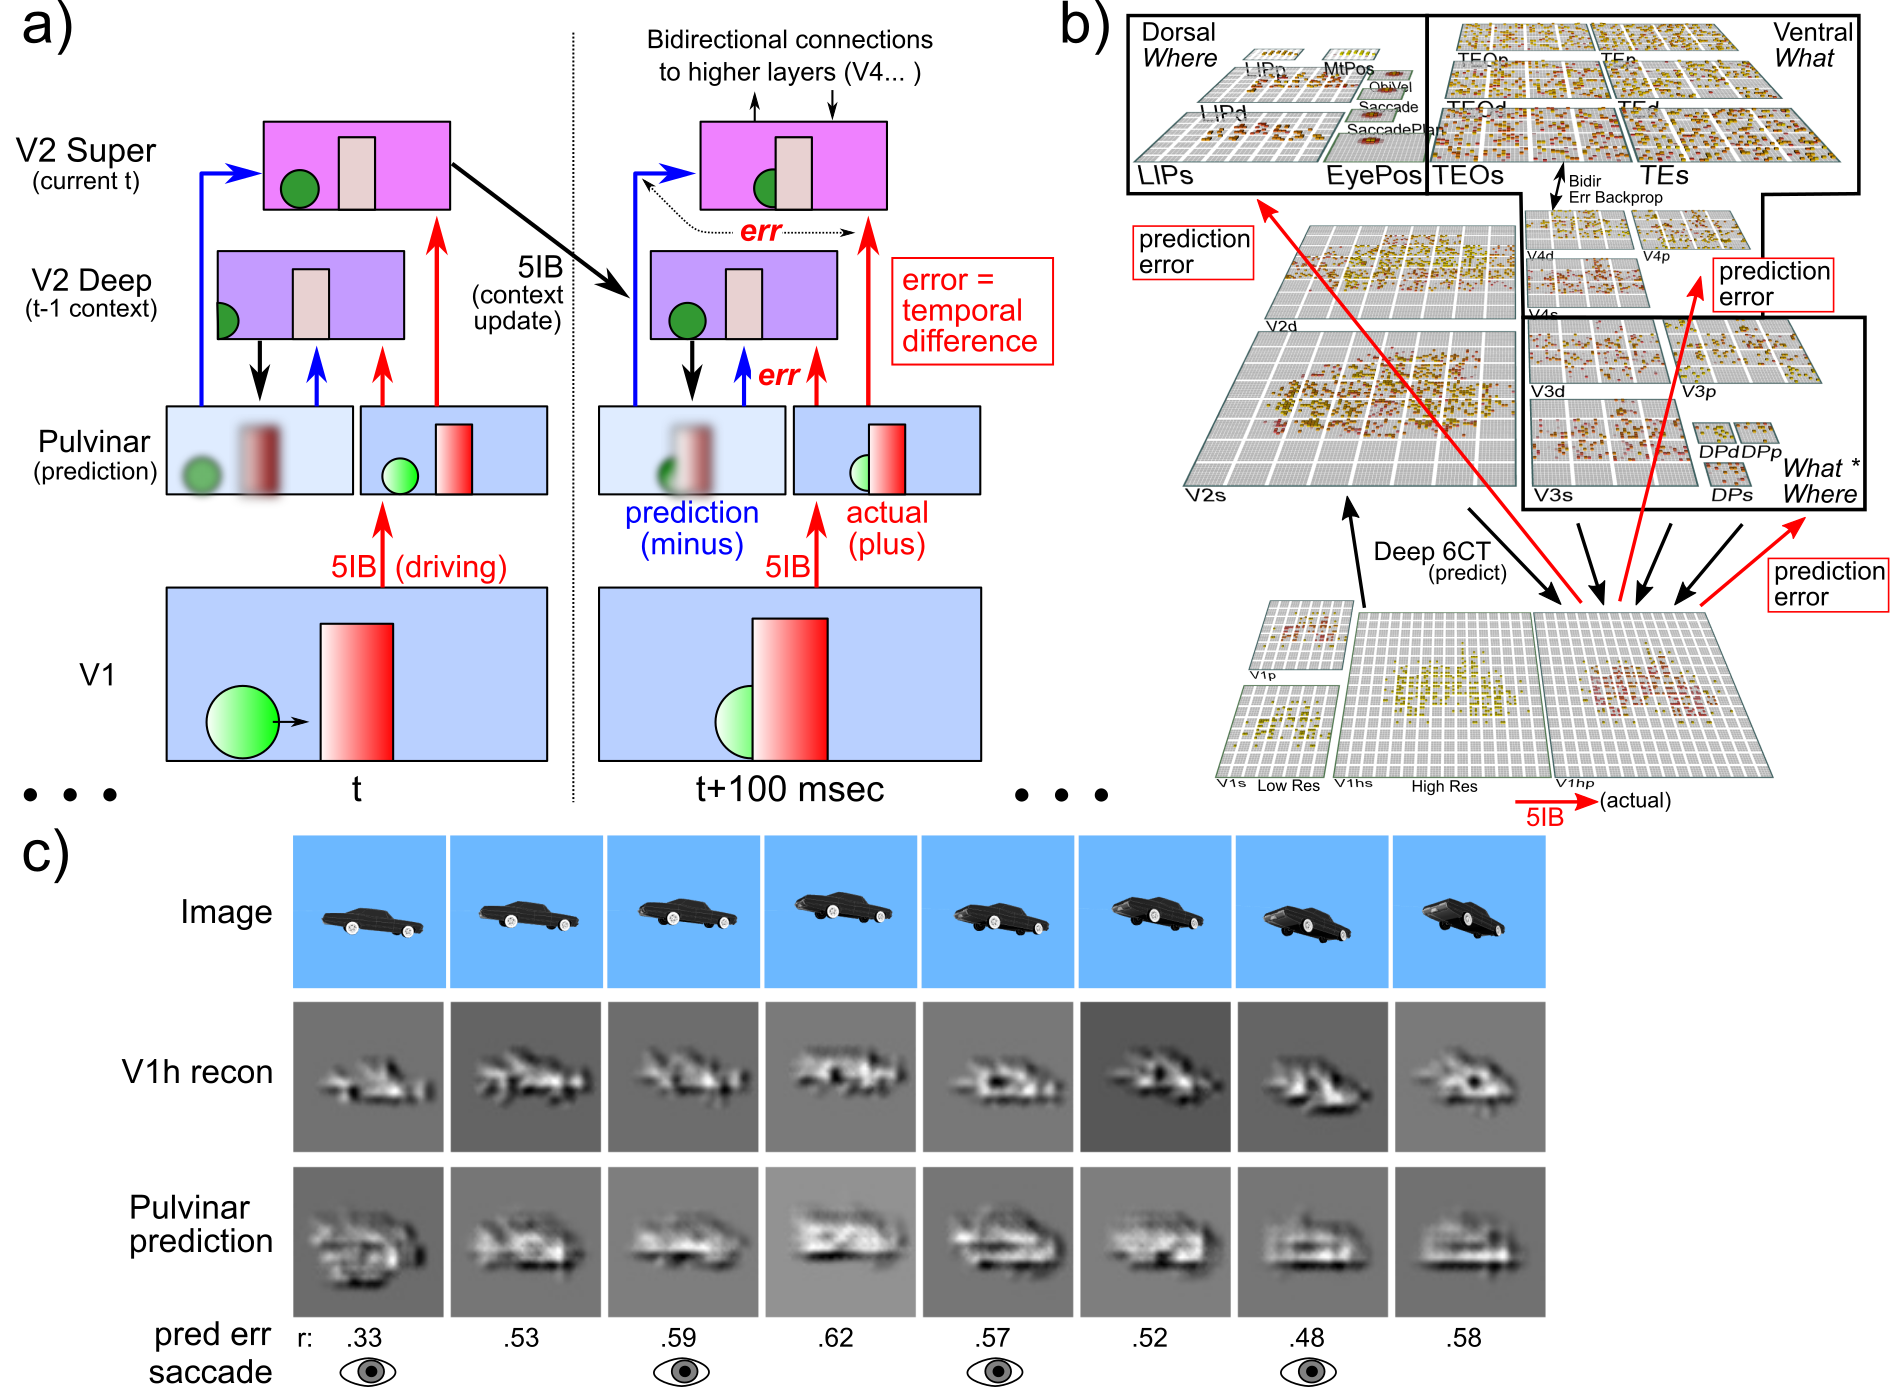 a)
Bidirectional connections
to higher layers (V4... )
V2 Super
(current t)
V2 Deep
(t-1 context)
5IB
(context
update)
err
error =
temporal
difference
err
Pulvinar
(prediction)
prediction
(minus)
actual
(plus)
5IB (driving)
5IB
V1
t
t+100 msec
b)
Dorsal
Where
Ventral
What
LIPp
MtPos
ObjVel
Saccade
SaccadePlan
LIPd
LIPs
EyePos
TEOp
TEp
TEOd
TEd
TEOs
TEs
Bidir
Err Backprop
prediction
error
V4d
V4p
prediction
error
V4s
V2d
V3d
V3p
V2s
V3s
DPd
DPp
DPs
What *
Where
Deep 6CT
(predict)
prediction
error
V1p
V1s
Low Res
V1hs
High Res
V1hp
5IB
(actual)
c)
Image
V1h recon
Pulvinar
prediction
pred err r: .33 .53 .59 .62 .57 .52 .48 .58
saccade